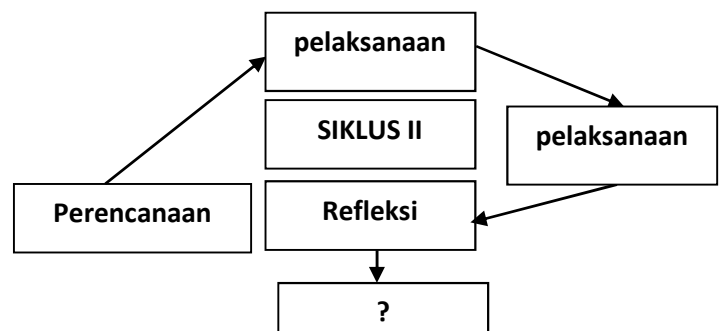 pelaksanaan
SIKLUS II
pelaksanaan
Perencanaan
Refleksi
?